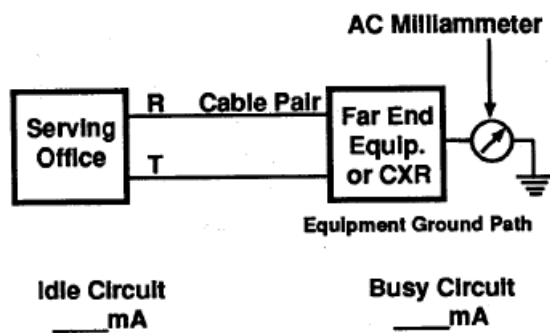 AC Milliammeter
R Cable Pair
Serving
Office
T
Far End
Equip.
or CXR
Equipment Ground Path
Idle Circuit
____mA
Busy Circuit
____mA